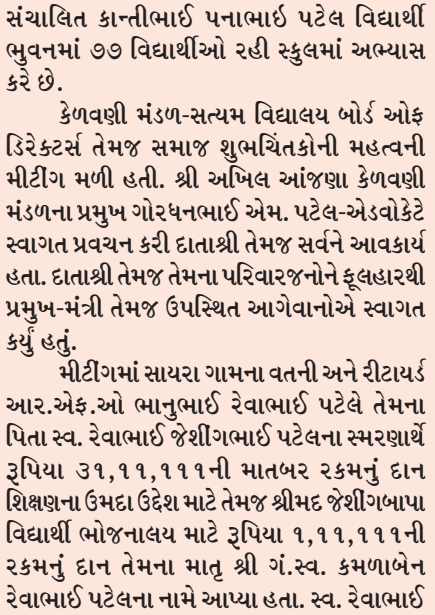 સંચાલિત કાન્તીભાઈ પનાભાઇ પટેલ વિદ્યાર્થી
ભુવનમાં ૭૭ વિદ્યાર્થીઓ રહી સ્કુલમાં અભ્યાસ
કરે છે.
કેળવણી મંડળ-સત્યમ વિદ્યાલય બોર્ડ ઓફ
ડિરેક્ટર્સ તેમજ સમાજ શુભચિંતકોની મહત્વની
મીટીંગ મળી હતી. શ્રી અખિલ આંજણા કેળવણી
મંડળના પ્રમુખ ગોરધનભાઈ એમ. પટેલ-એડવોકેટે
સ્વાગત પ્રવચન કરી દાતાશ્રી તેમજ સર્વને આવકાર્ય
હતા. દાતાશ્રી તેમજ તેમના પરિવારજનોને ફૂલહારથી
પ્રમુખ-મંત્રી તેમજ ઉપસ્થિત આગેવાનોએ સ્વાગત
કર્યું હતું.
મીટીંગમાં સાયરા ગામના વતની અને રીટાયર્ડ
આર.એફ.ઓ ભાનુભાઈ રેવાભાઈ પટેલે તેમના
પિતા સ્વ. રેવાભાઈ જેશીંગભાઈ પટેલના સ્મરણાર્થે
રૂપિયા ૩૧,૧૧,૧૧૧ની માતબર રકમનું દાન
શિક્ષણના ઉમદા ઉદ્દેશ માટે તેમજ શ્રીમદ જેશીંગબાપા
વિદ્યાર્થી ભોજનાલય માટે રૂપિયા ૧,૧૧,૧૧૧ની
રકમનું દાન તેમના માતૃ શ્રી ગં.સ્વ. કમળાબેન
રેવાભાઈ પટેલના નામે આપ્યા હતા. સ્વ. રેવાભાઈ